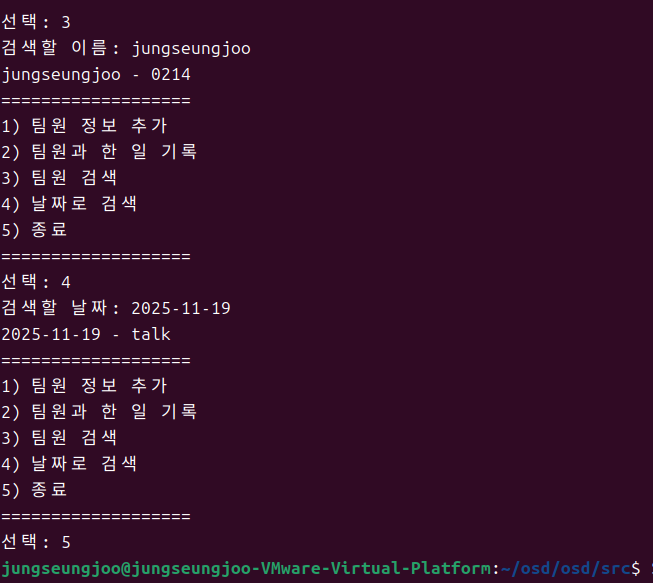 선택: 3
검색할 이름: jungseungjoo
jungseungjoo - 0214
===================
1) 팀원 정보 추가
2) 팀원과 한 일 기록
3) 팀원 검색
4) 날짜로 검색
5) 종료
===================
선택: 4
검색할 날짜: 2025-11-19
2025-11-19 - talk
===================
1) 팀원 정보 추가
2) 팀원과 한 일 기록
3) 팀원 검색
4) 날짜로 검색
5) 종료
===================
선택: 5
jungseungjoo@jungseungjoo-VMware-Virtual-Platform:~/osd/osd/src$